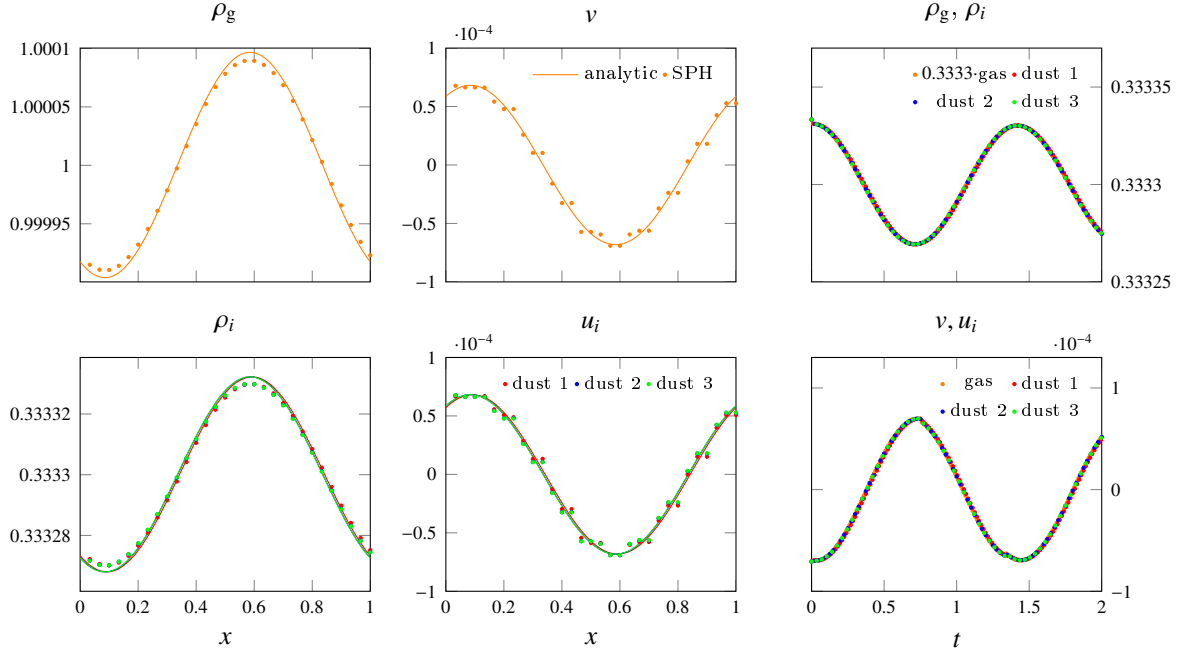 ρg
v
ρg, ρi
·10−4
1.0001
1.00005
1
0.99995
1
0.5
0
−0.5
−1
analytic SPH
0.3333·gas dust 1
dust 2 dust 3
0.33335
0.3333
0.33325
ρi
ui
v, ui
·10−4
·10−4
0.33332
0.3333
0.33328
1
0.5
0
−0.5
−1
dust 1 dust 2 dust 3
gas dust 1
dust 2 dust 3
1
0
−1
0 0.2 0.4 0.6 0.8 1
0 0.2 0.4 0.6 0.8 1
0 0.5 1 1.5 2
x
x
t